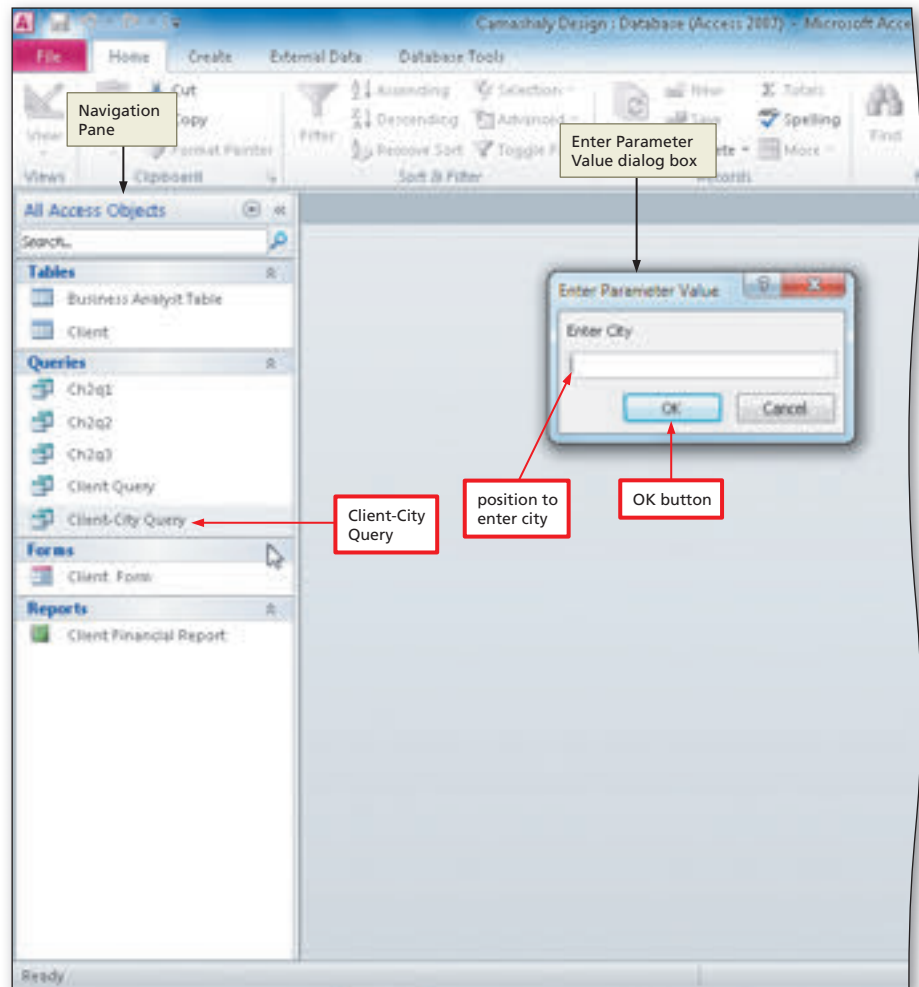 Camashaly Design : Database (Access 2007) - Microsoft Acce
File Home Create External Data Database Tools
Cut
Copy
Format Painter
View
Views
Clipboard
Filter
Ascending
Descending
Remove Sort
Selection
Advanced
Toggle
Sort & Filter
New
Save
ete
Records
Totals
Spelling
More
Find
Navigation
Pane
Enter Parameter
Value dialog box
All Access Objects
Search...
Tables
Business Analyst Table
Client
Queries
Ch2q1
Ch2q2
Ch2q3
Client Query
Client-City Query
Forms
Client Form
Reports
Client Financial Report
Enter Parameter Value
Enter City
OK Cancel
Client-City
Query
position to
enter city
OK button
Ready